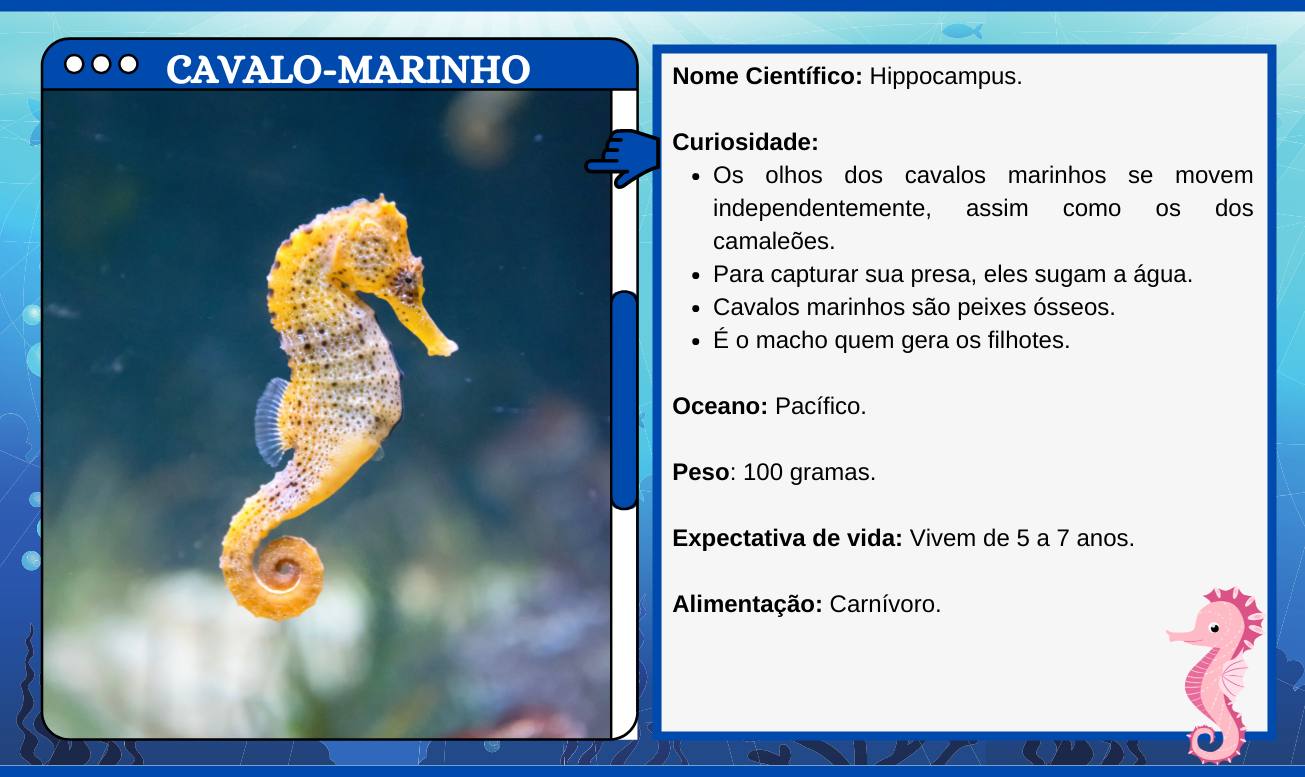 CAVALO-MARINHO
Nome Científico: Hippocampus.
Curiosidade:
• Os olhos dos cavalos marinhos se movem
independentemente, assim como os dos
camaleões.
• Para capturar sua presa, eles sugam a água.
• Cavalos marinhos são peixes ósseos.
• É o macho quem gera os filhotes.
Oceano: Pacífico.
Peso: 100 gramas.
Expectativa de vida: Vivem de 5 a 7 anos.
Alimentação: Carnívoro.